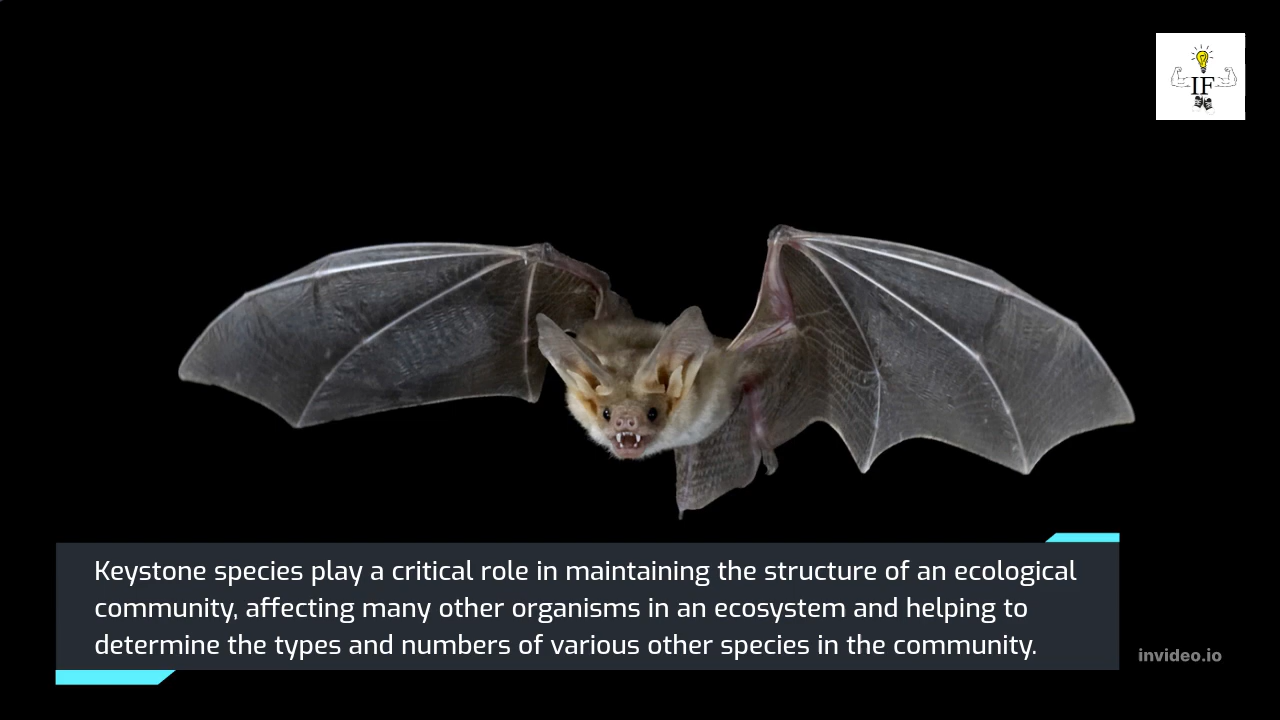 IF
Keystone species play a critical role in maintaining the structure of an ecological
community, affecting many other organisms in an ecosystem and helping to
determine the types and numbers of various other species in the community.
invideo.io